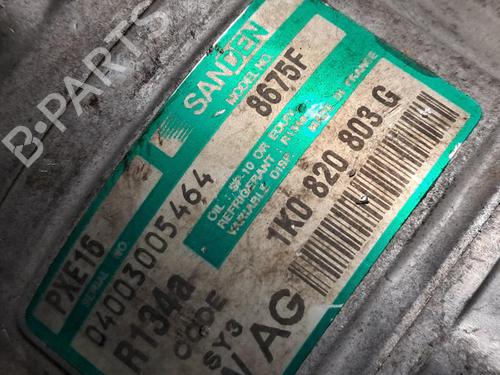 B-PARTS
SANDEN
MODEL NO.
8675F
PXE16
SERIAL NO.
04003005464
OIL : SP-10 OR EQUIV
REFRIGERANT : R134a
VARIABLE DISP. MADE IN FRANCE
R134a
1K0 820 803 G
CODE
SY3
AG